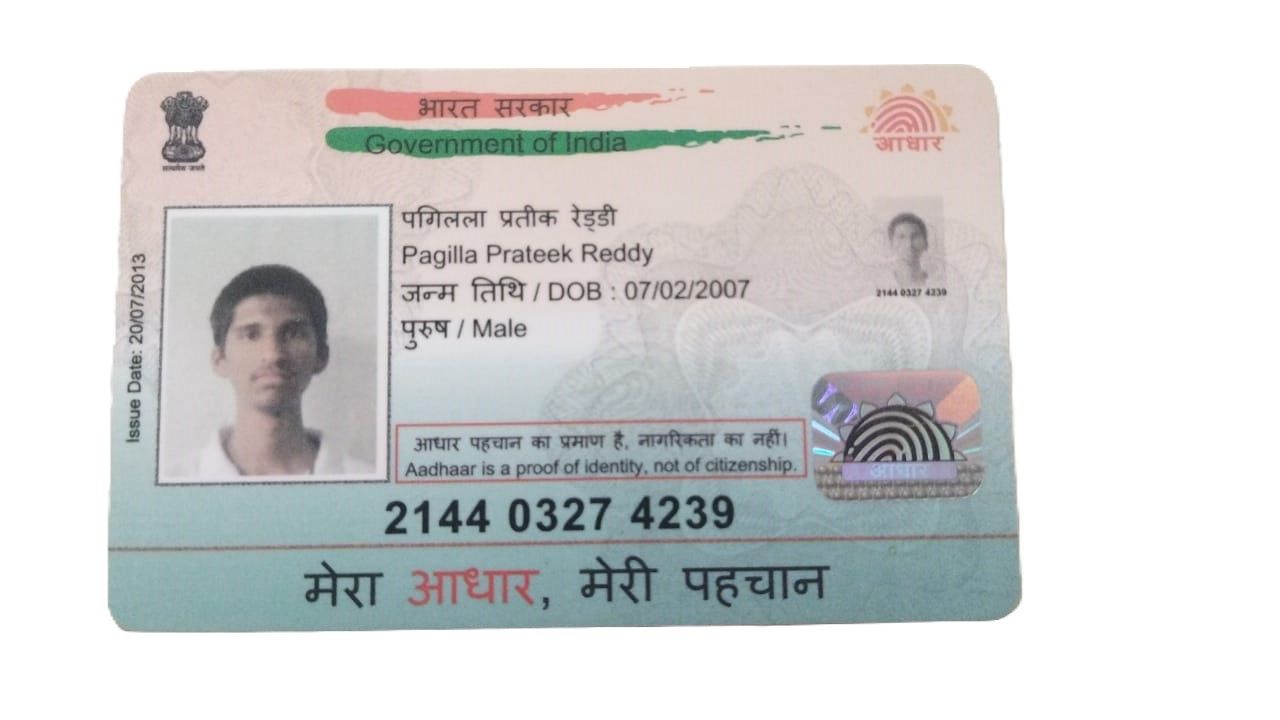 भारत सरकार
Government of India
सत्यमेव जयते
आधार
Issue Date: 20/07/2013
पगिलला प्रतीक रेड्डी
Pagilla Prateek Reddy
जन्म तिथि / DOB : 07/02/2007
पुरुष / Male
2144 0327 4239
आधार पहचान का प्रमाण है, नागरिकता का नहीं।
Aadhaar is a proof of identity, not of citizenship.
आधार
2144 0327 4239
मेरा आधार, मेरी पहचान